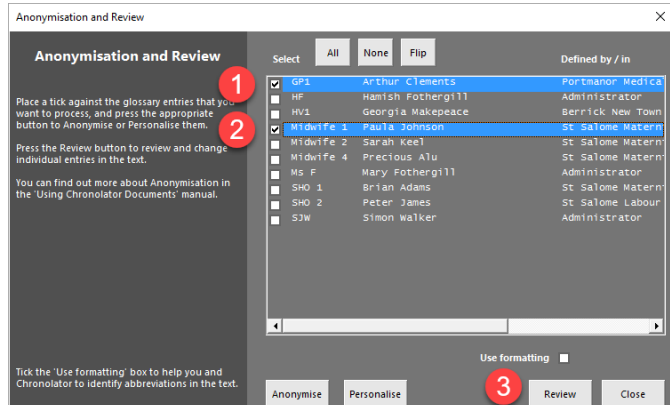 Anonymisation and Review
Anonymisation and Review
Place a tick against the glossary entries that you
want to process, and press the appropriate
button to Anonymise or Personalise them.
Press the Review button to review and change
individual entries in the text.
You can find out more about Anonymisation in
the 'Using Chronolator Documents' manual.
Tick the 'Use formatting' box to help you and
Chronolator to identify abbreviations in the text.
Select All None Flip Defined by / in
1
GP1 Arthur Clements Portmanor Medica
HF Hamish Fothergill Administrator
HV1 Georgia Makepeace Berrick New Town
2
Midwife 1 Paula Johnson St Salome Matern
Midwife 2 Sarah Keel St Salome Matern
Midwife 4 Precious Alu St Salome Matern
Ms F Mary Fothergill Administrator
SHO 1 Brian Adams St Salome Matern
SHO 2 Peter James St Salome Labour
SJW Simon Walker Administrator
Use formatting
Anonymise Personalise 3 Review Close